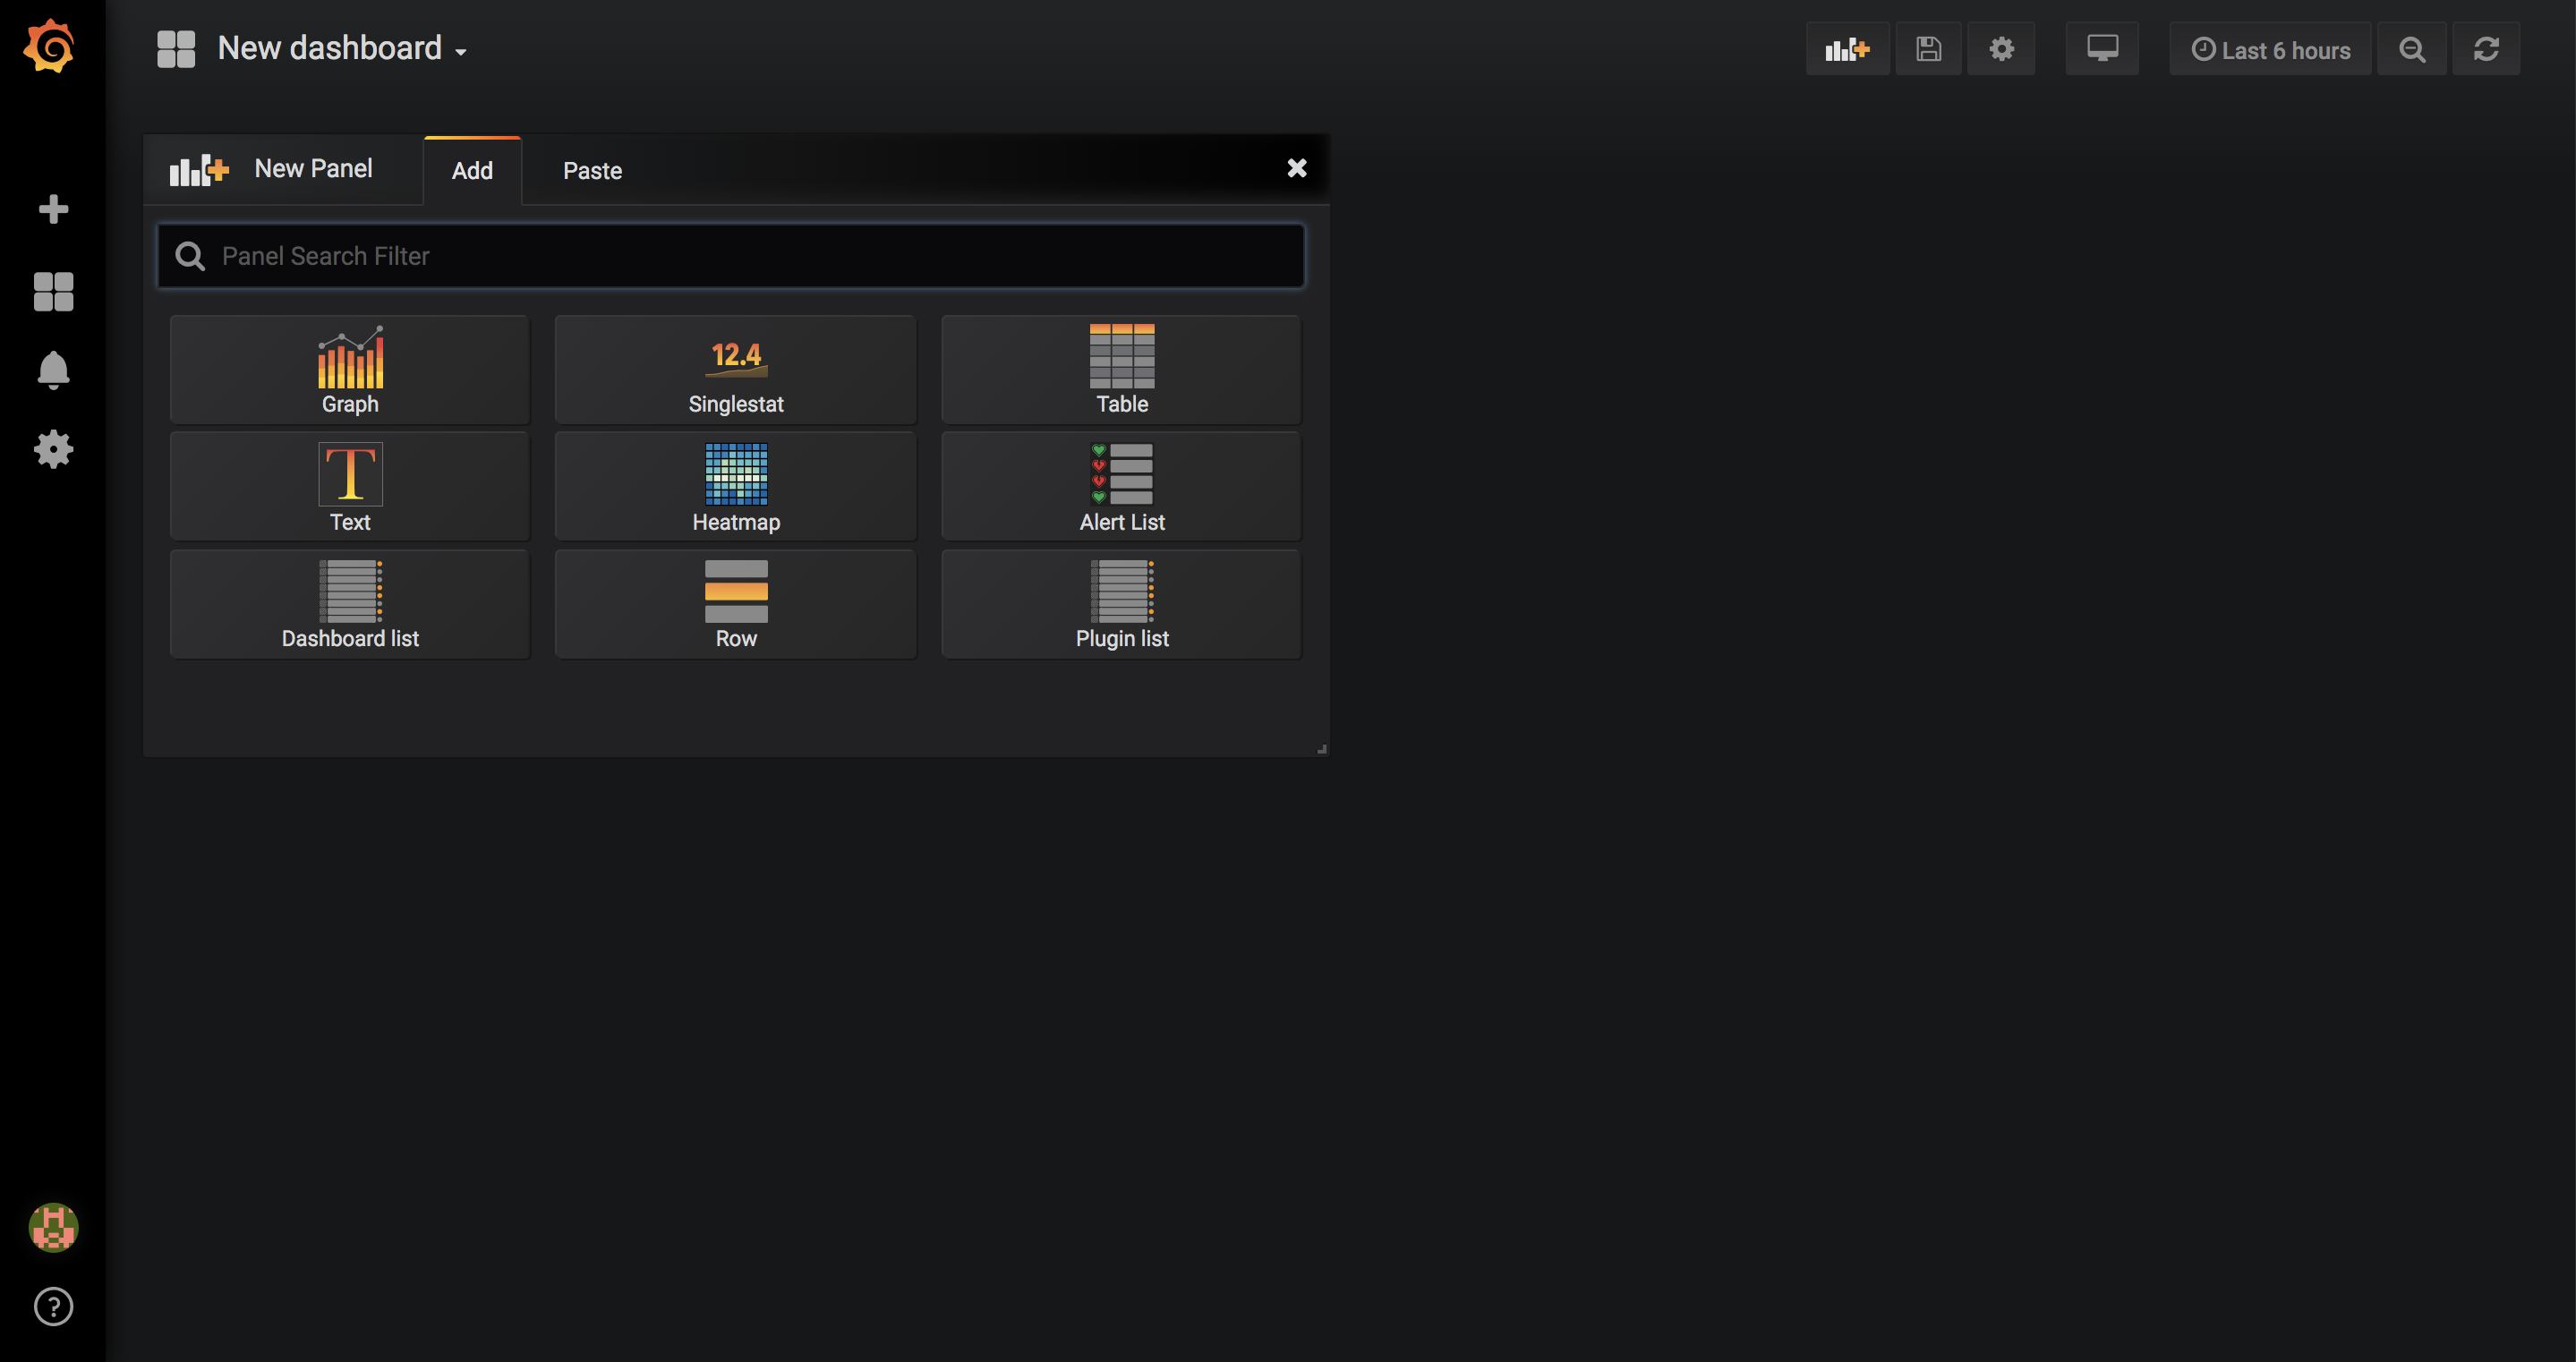 New dashboard
Last 6 hours
New Panel
Add
Paste
Panel Search Filter
Graph
12.4
Singlestat
Table
T
Text
Heatmap
Alert List
Dashboard list
Row
Plugin list
?